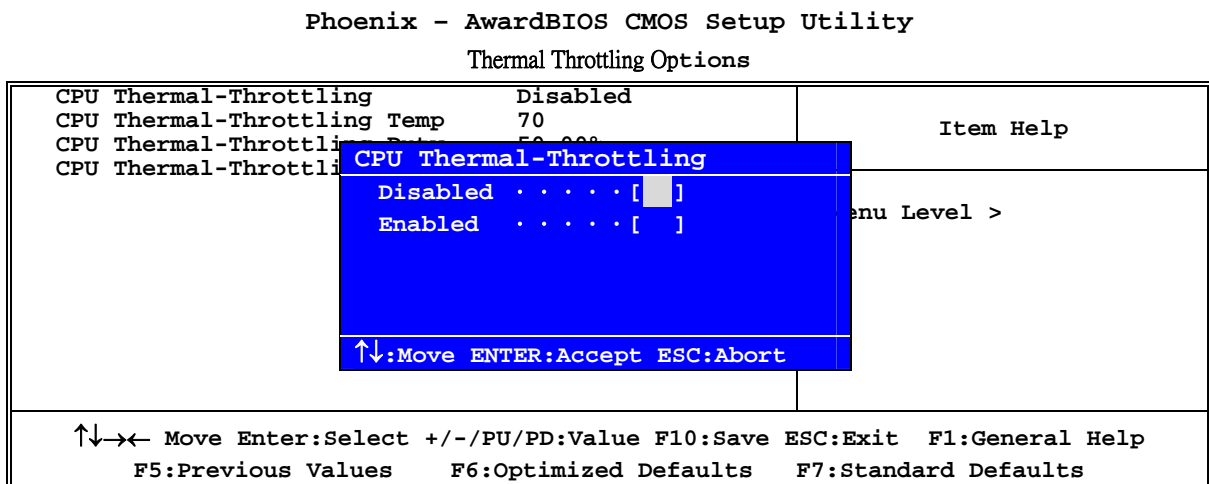 Phoenix – AwardBIOS CMOS Setup Utility
Thermal Throttling Options
CPU Thermal-Throttling Disabled
CPU Thermal-Throttling Temp 70
CPU Thermal-Throttling
CPU Thermal-Throttli
Item Help
enu Level >
CPU Thermal-Throttling
Disabled · · · · · [ ]
Enabled · · · · · [ ]
↑↓:Move ENTER:Accept ESC:Abort
↑↓→← Move Enter:Select +/-/PU/PD:Value F10:Save ESC:Exit F1:General Help
F5:Previous Values F6:Optimized Defaults F7:Standard Defaults